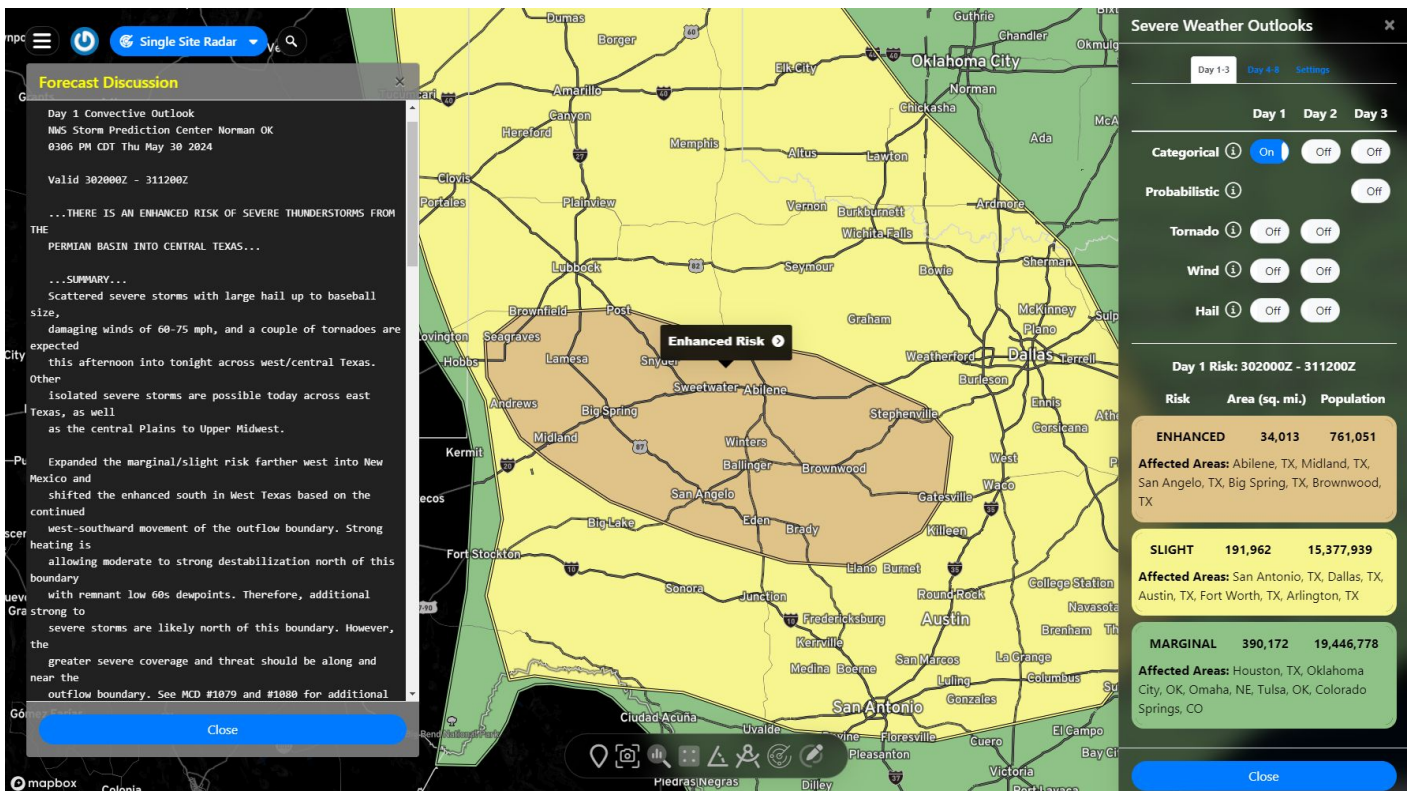 Single Site Radar
Forecast Discussion
Day 1 Convective Outlook
NWS Storm Prediction Center Norman OK
0306 PM CDT Thu May 30 2024
Valid 302000Z - 311200Z
...THERE IS AN ENHANCED RISK OF SEVERE THUNDERSTORMS FROM
THE
PERMIAN BASIN INTO CENTRAL TEXAS...
...SUMMARY...
Scattered severe storms with large hail up to baseball
size,
damaging winds of 60-75 mph, and a couple of tornadoes are
expected
this afternoon into tonight across west/central Texas.
Other
isolated severe storms are possible today across east
Texas, as well
as the central Plains to Upper Midwest.
Expanded the marginal/slight risk farther west into New
Mexico and
shifted the enhanced south in West Texas based on the
continued
west-southward movement of the outflow boundary. Strong
heating is
allowing moderate to strong destabilization north of this
boundary
with remnant low 60s dewpoints. Therefore, additional
strong to
severe storms are likely north of this boundary. However,
the
greater severe coverage and threat should be along and
near the
outflow boundary. See MCD #1079 and #1080 for additional
Close
mapbox
Colonia
Dumas
Borger
60
Guthrie
Chandler
Okmulg
Elk City
40
Oklahoma City
Amarillo
40
40
Norman
Canyon
Chickasha
Hereford
27
Memphis
Altus
Lawton
Ada
McA
Clovis
Portales
Plainview
Vernon
Burkburnett
Ardmore
Wichita Falls
Lubbock
82
Seymour
Bowie
Sherman
Brownfield
Post
Graham
McKinney
Plano
Sulp
Lovington
Seagraves
Enhanced Risk
Hobbs
Lamesa
Snyder
Weatherford
Dallas
Terrell
Sweetwater
Abilene
Burleson
Andrews
Big Spring
Stephenville
Ennis
Athe
Corsicana
Midland
87
Winters
Kermit
20
Ballinger
Brownwood
West
San Angelo
Gatesville
Waco
ecos
35
Big Lake
Eden
Brady
Killeen
Fort Stockton
10
Llano
Burnet
35
College Station
Sonora
Junction
Round Rock
Navasota
10
Fredericksburg
Austin
Brenham
Kerrville
Medina
Boerne
San Marcos
La Grange
Luling
Columbus
San Antonio
Gonzales
Ciudad Acuña
Uvalde
Floresville
Cuero
El Campo
Pleasanton
Bay Ci
Piedras Negras
Dilley
37
Victoria
Port Lavaca
Severe Weather Outlooks
Day 1-3 Day 4-8 Settings
Day 1 Day 2 Day 3
Categorical On Off Off
Probabilistic Off
Tornado Off Off
Wind Off Off
Hail Off Off
Day 1 Risk: 302000Z - 311200Z
Risk Area (sq. mi.) Population
ENHANCED 34,013 761,051
Affected Areas: Abilene, TX, Midland, TX,
San Angelo, TX, Big Spring, TX, Brownwood,
TX
SLIGHT 191,962 15,377,939
Affected Areas: San Antonio, TX, Dallas, TX,
Austin, TX, Fort Worth, TX, Arlington, TX
MARGINAL 390,172 19,446,778
Affected Areas: Houston, TX, Oklahoma
City, OK, Omaha, NE, Tulsa, OK, Colorado
Springs, CO
Close